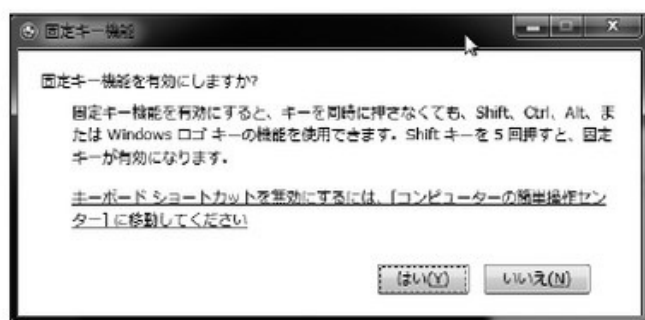 固定キー機能
固定キー機能を有効にしますか?
固定キー機能を有効にすると、キーを同時に押さなくても、Shift、Ctrl、Alt、ま
たは Windows ロゴ キーの機能を使用できます。Shift キーを 5 回押すと、固定
キーが有効になります。
キーボード ショートカットを無効にするには、[コンピューターの簡単操作セン
ター] に移動してください
はい(Y) いいえ(N)